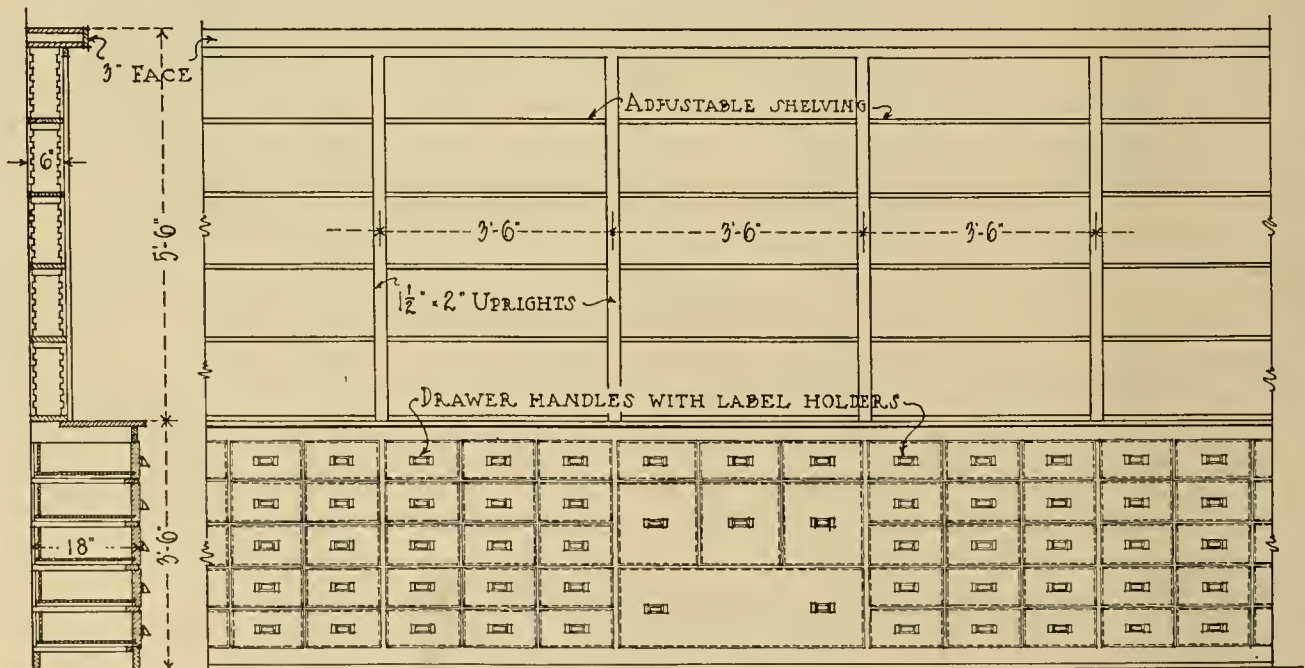 3" FACE
ADJUSTABLE SHELVING
6"
5'-6"
3'-6"
3'-6"
3'-6"
1½" × 2" UPRIGHTS
DRAWER HANDLES WITH LABEL HOLDERS
18"
3'-6"